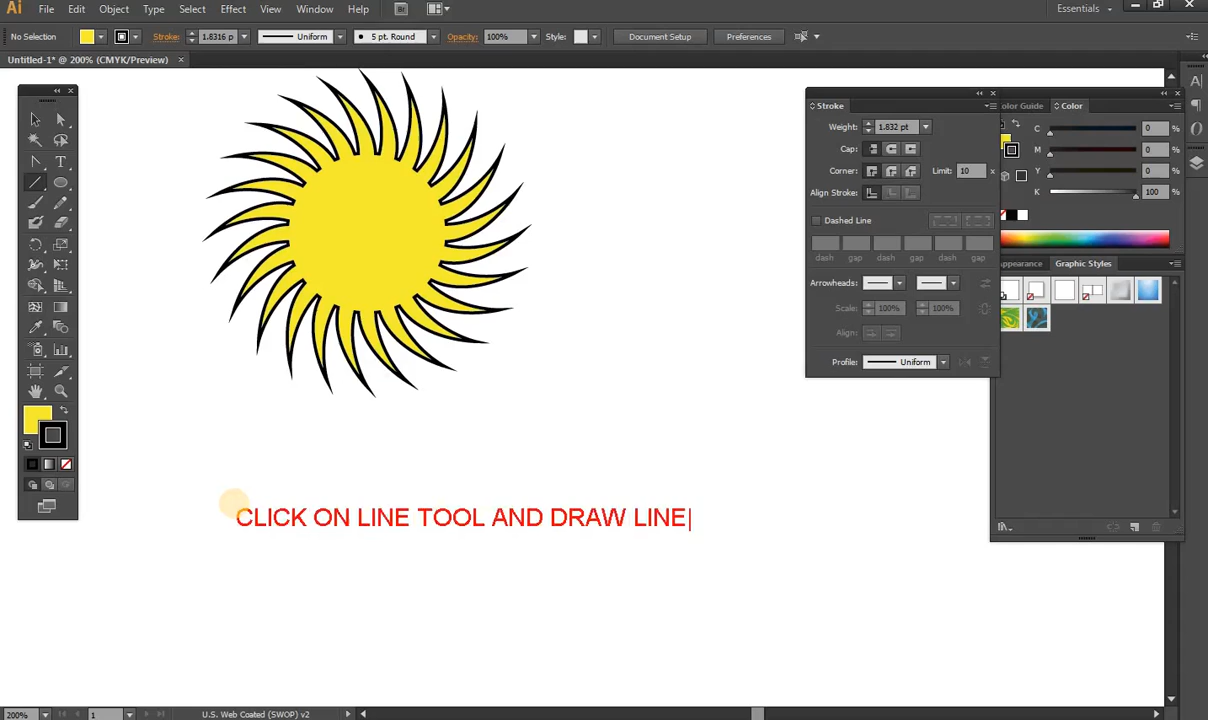 Ai File Edit Object Type Select Effect View Window Help Br Essentials
No Selection Stroke: 1.8316 p Uniform 5 pt. Round Opacity: 100% Style: Document Setup Preferences
Untitled-1* @ 200% (CMYK/Preview)
Stroke
Weight: 1.832 pt
Cap:
Corner: Limit: 10 x
Align Stroke:
Dashed Line
dash gap dash gap dash gap
Arrowheads:
Scale: 100% 100%
Align:
Profile: Uniform
Color Guide Color
C 0 %
M 0 %
Y 0 %
K 100 %
Appearance Graphic Styles
CLICK ON LINE TOOL AND DRAW LINE
200% 1 U.S. Web Coated (SWOP) v2